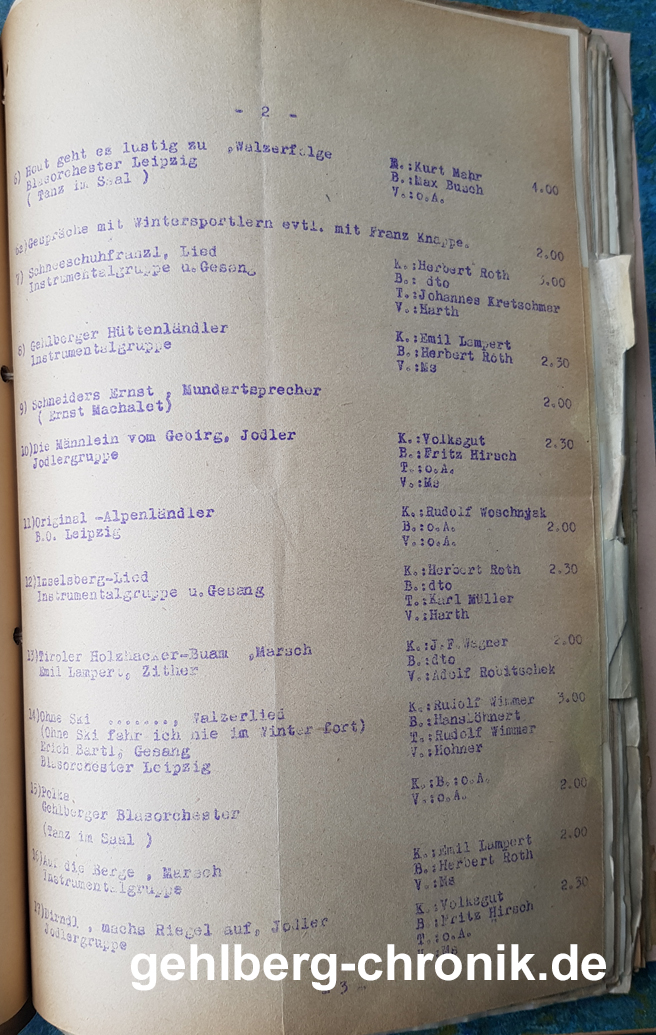 - 2 -
6) Heut geht es lustig zu ,Walzerfolge K.:Kurt Mehr
Blasorchester Leipzig B.:Max Busch 4.00
( Tanz im Saal ) V.:o.A.
6a)Gespräche mit Wintersportlern evtl. mit Franz Knappe. 2.00
7) Schneeschuhfranzl, Lied K.:Herbert Roth 3.00
Instrumentalgruppe u.Gesang B.: dto
T.:Johannes Kretschmer
V.:Harth
8) Gehlberger Hüttenländler K.:Emil Lampert
Instrumentalgruppe B.:Herbert Roth 2.30
V.:Ms
9) Schneiders Ernst , Mundartsprecher 2.00
( Ernst Machalet)
10)Die Männlein vom Gebirg, Jodler K.:Volksgut 2.30
Jodlergruppe B.:Fritz Hirsch
T.:o.A.
V.:Ms
11)Original -Alpenländler K.:Rudolf Woschnyak
B.O. Leipzig B.:o.A. 2.00
V.:o.A.
12)Inselsberg-Lied K.:Herbert Roth 2.30
Instrumentalgruppe u.Gesang B.:dto
T.:Karl Müller
V.:Harth
13)Tiroler Holzhacker-Buam ,Marsch K.:J.F.Wagner 2.00
Emil Lampert, Zither B.:dto
V.:Adolf Robitschek
14)Ohne Ski ......., Walzerlied K.:Rudolf Wimmer 3.00
(Ohne Ski fahr ich nie im Winter fort) B.:HansLöhnert
Erich Bartl, Gesang T.:Rudolf Wimmer
Blasorchester Leipzig V.:Hohner
15)Polka, K.:B.:o.A. 2.00
Gehlberger Blasorchester V.:o.A.
(Tanz im Saal )
16)Auf die Berge , Marsch K.:Emil Lampert 2.00
Instrumentalgruppe B.:Herbert Roth
V.:Ms
17)Dirndl , machs Riegel auf, Jodler K.:Volksgut 2.30
Jodlergruppe B.:Fritz Hirsch
T.:o.A.
V.:Ms
gehlberg-chronik.de
- 3 -